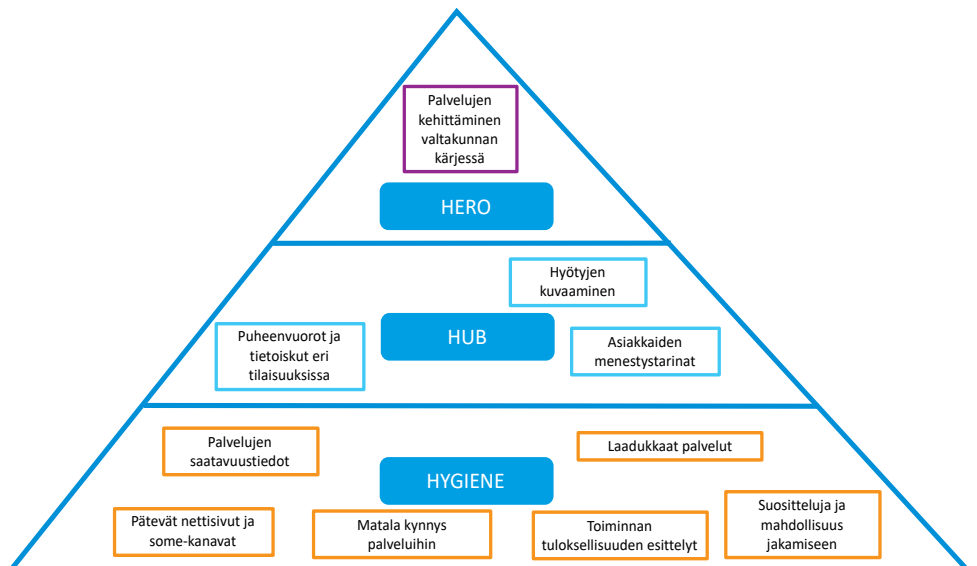 Palvelujen
kehittäminen
valtakunnan
kärjessä
HERO
Hyötyjen
kuvaaminen
Puheenvuorot ja
tietoiskut eri
tilaisuuksissa
HUB
Asiakkaiden
menestystarinat
Palvelujen
saatavuustiedot
Laadukkaat palvelut
HYGIENE
Pätevät nettisivut ja
some-kanavat
Matala kynnys
palveluihin
Toiminnan
tuloksellisuuden esittelyt
Suositteluja ja
mahdollisuus
jakamiseen